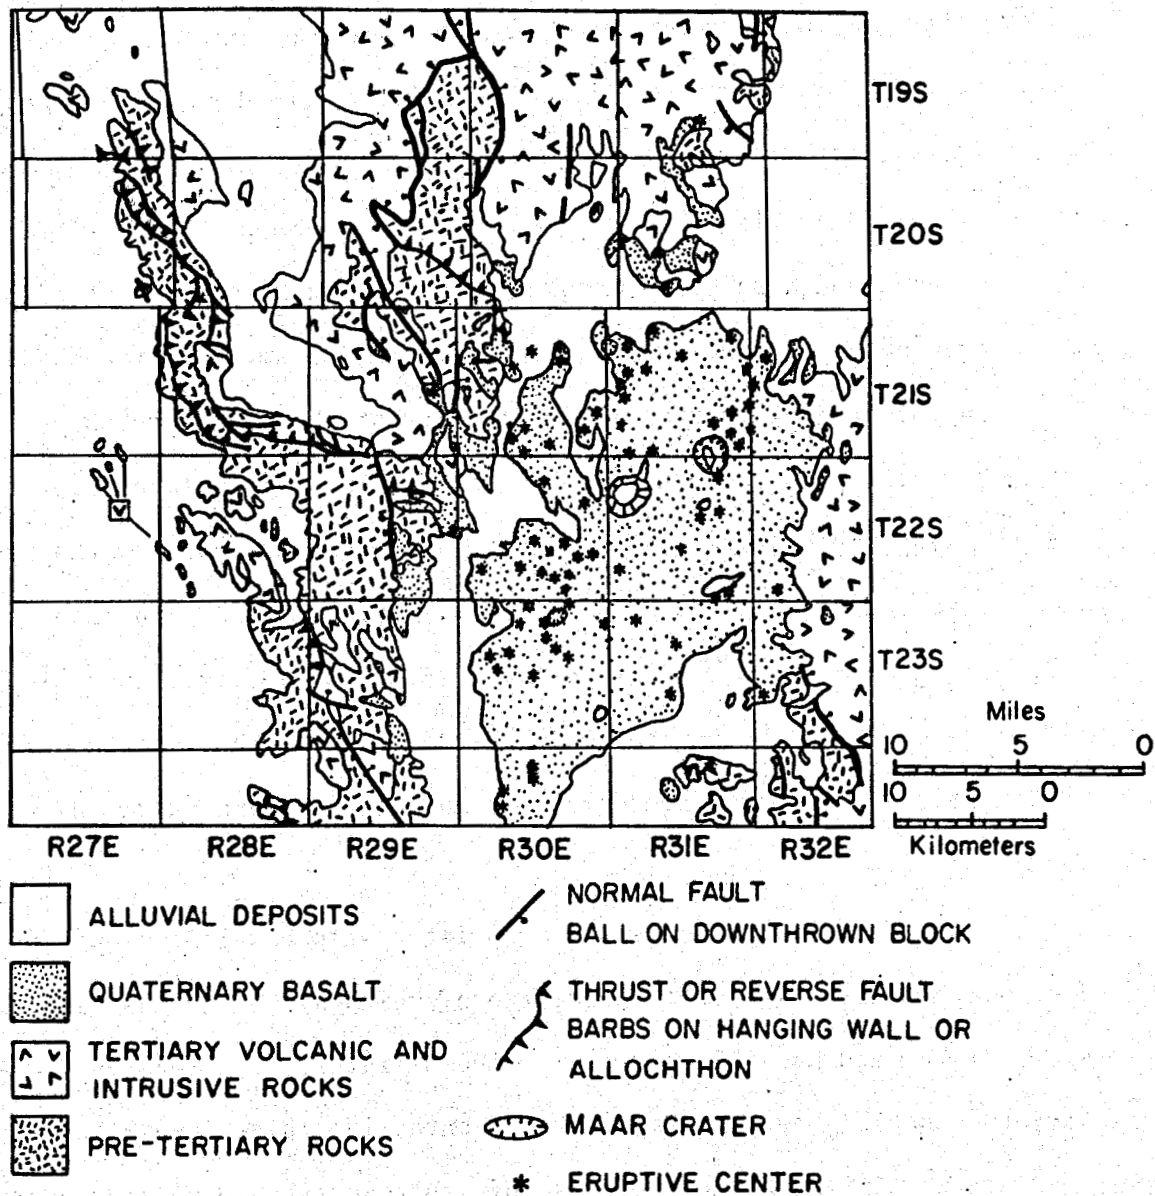 T19S
T20S
T21S
T22S
T23S
Miles
10 5 0
10 5 0
Kilometers
R27E R28E R29E R30E R31E R32E
ALLUVIAL DEPOSITS
QUATERNARY BASALT
TERTIARY VOLCANIC AND
INTRUSIVE ROCKS
PRE-TERTIARY ROCKS
NORMAL FAULT
BALL ON DOWNTHROWN BLOCK
THRUST OR REVERSE FAULT
BARBS ON HANGING WALL OR
ALLOCHTHON
MAAR CRATER
ERUPTIVE CENTER